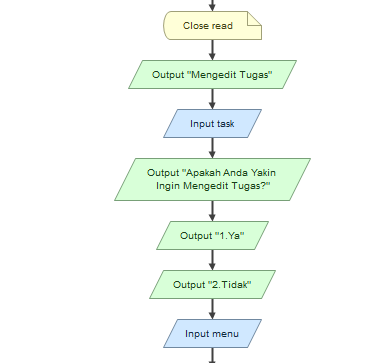 Close read
Output "Mengedit Tugas"
Input task
Output "Apakah Anda Yakin
Ingin Mengedit Tugas?"
Output "1.Ya"
Output "2.Tidak"
Input menu